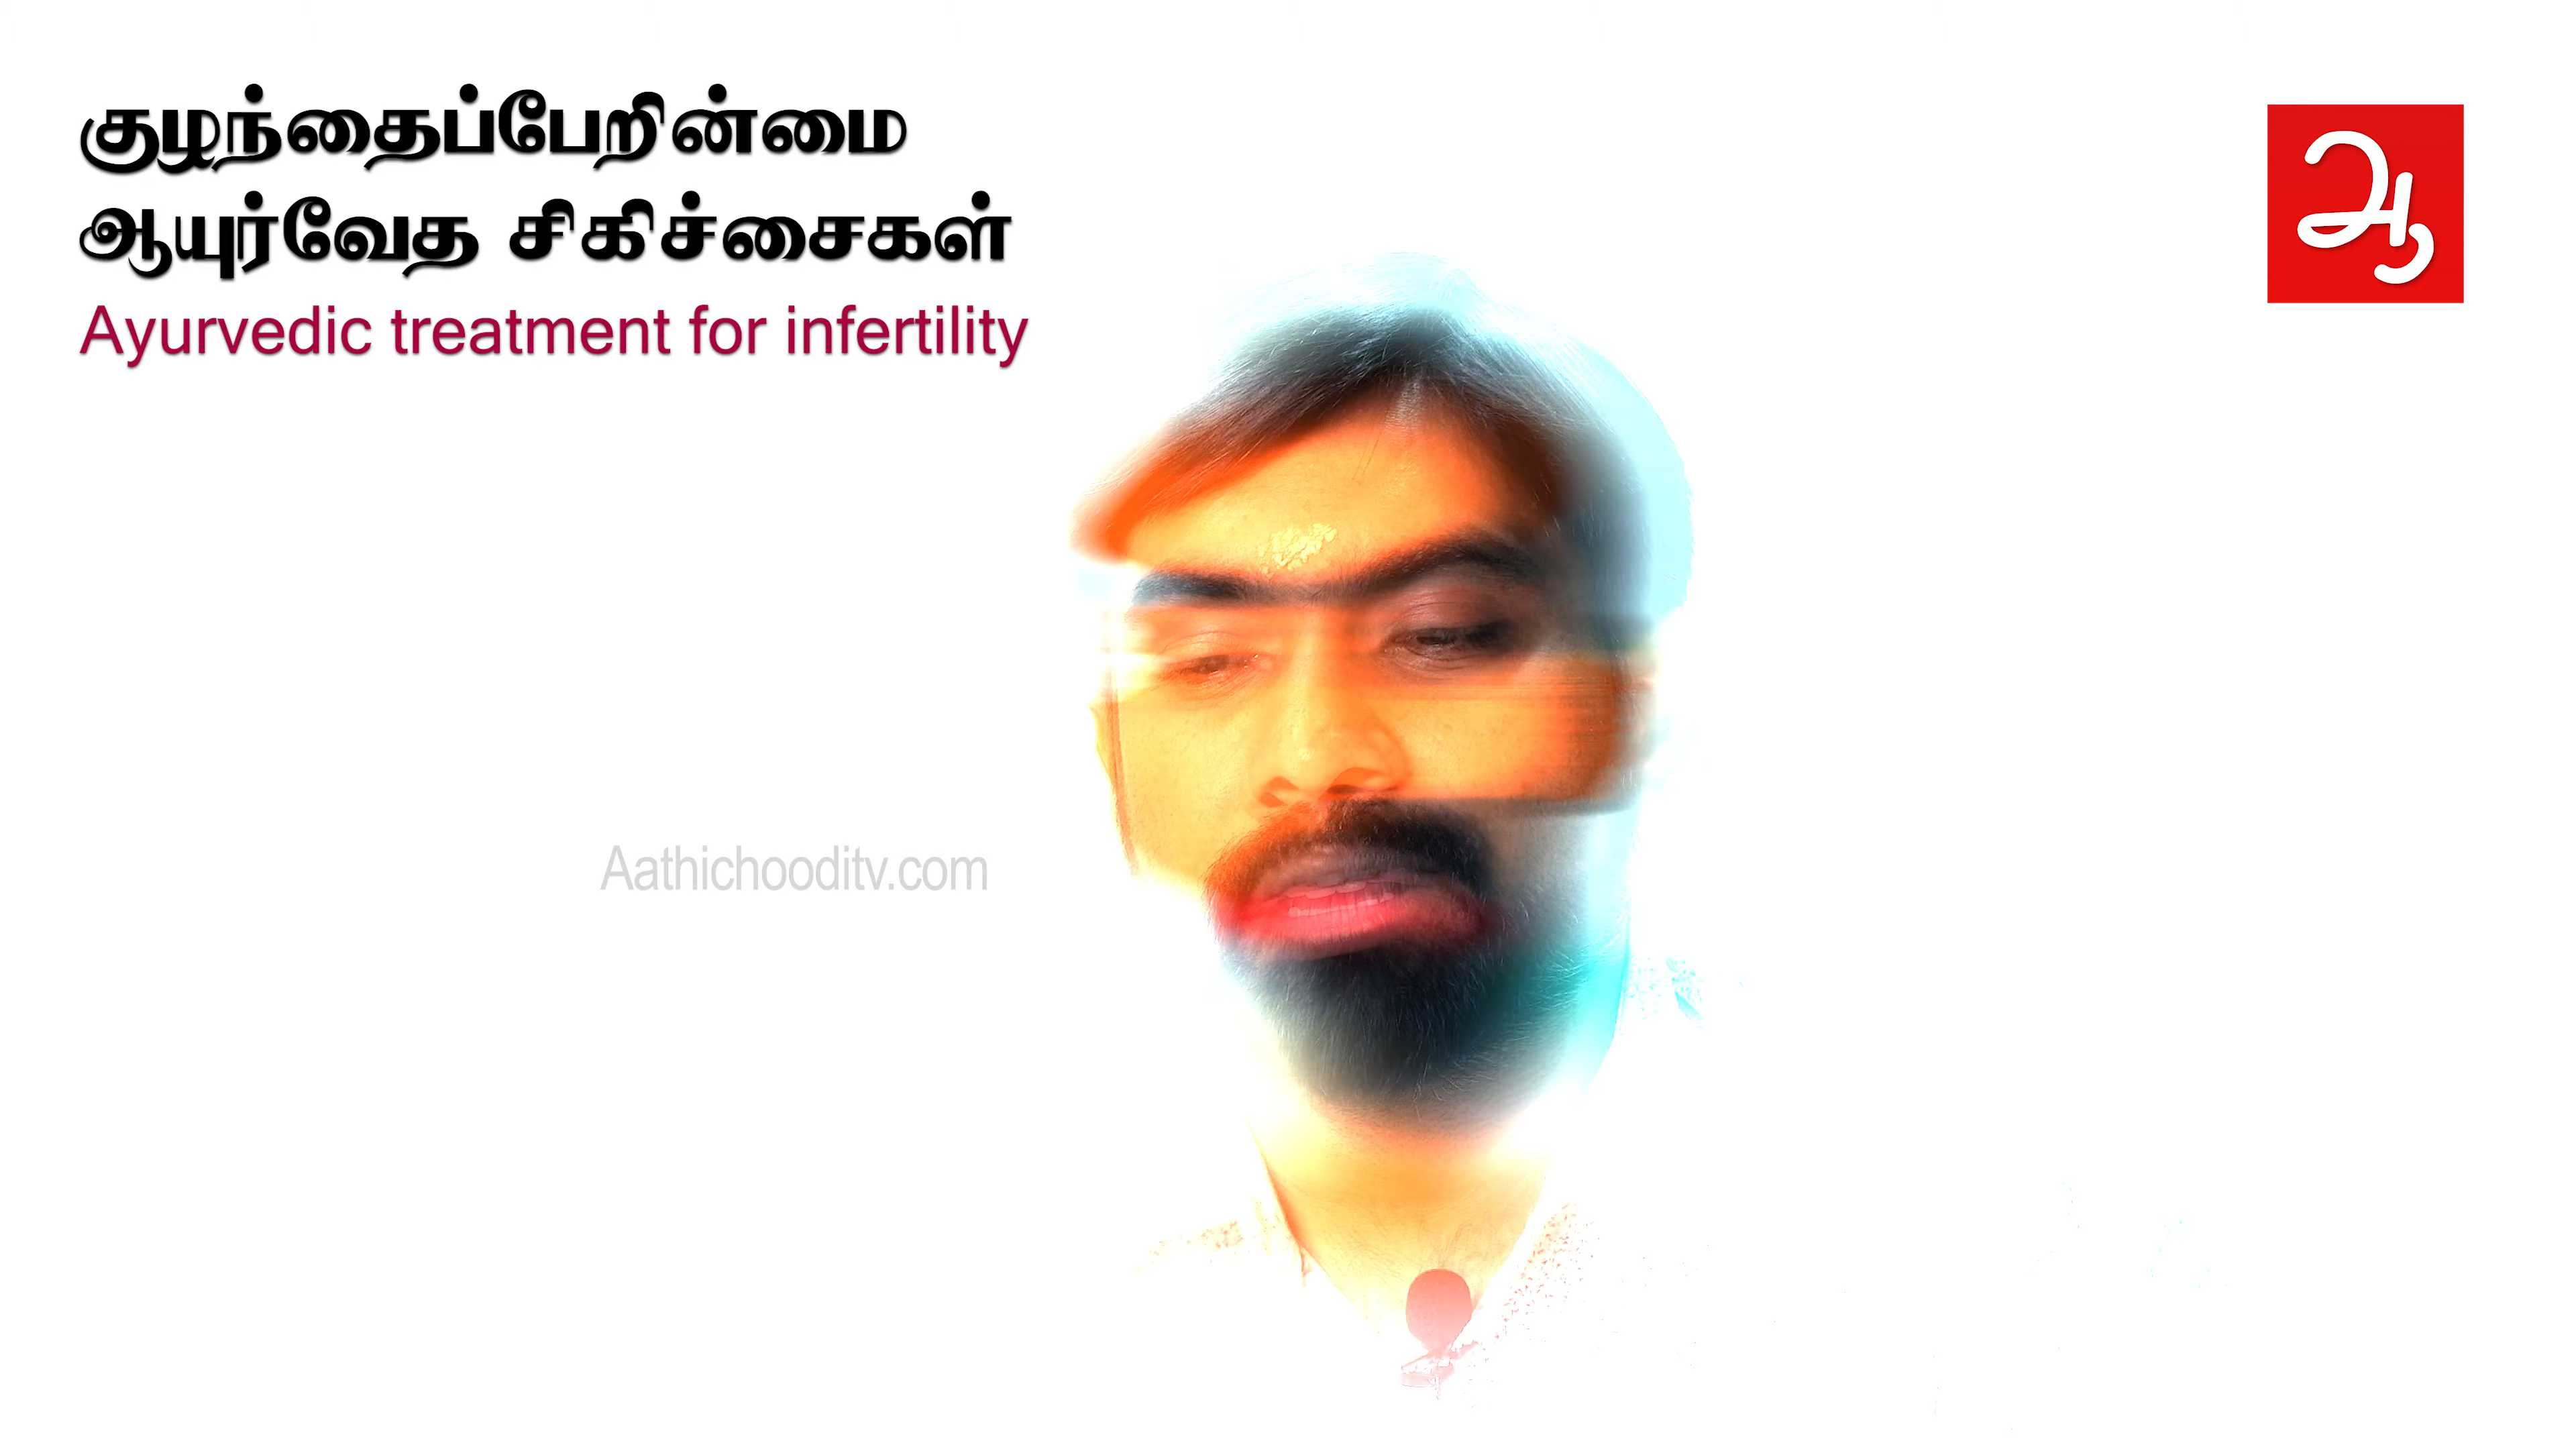 குழந்தைப்பேறின்மை
ஆயுர்வேத சிகிச்சைகள்
Ayurvedic treatment for infertility
ஆ
Aathichooditv.com